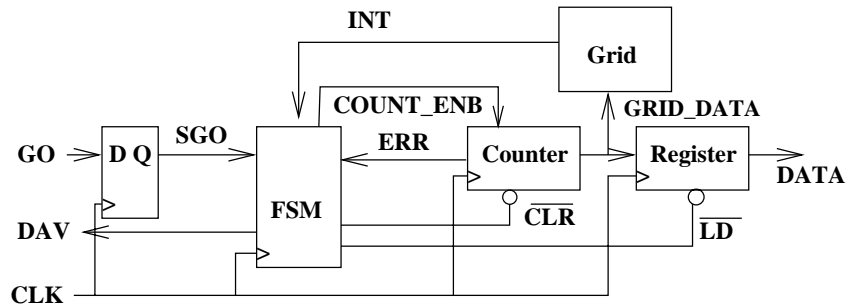 INT
Grid
COUNT_ENB
GRID_DATA
SGO
ERR
GO
D Q
Counter
Register
DATA
FSM
CLR
DAV
LD
CLK